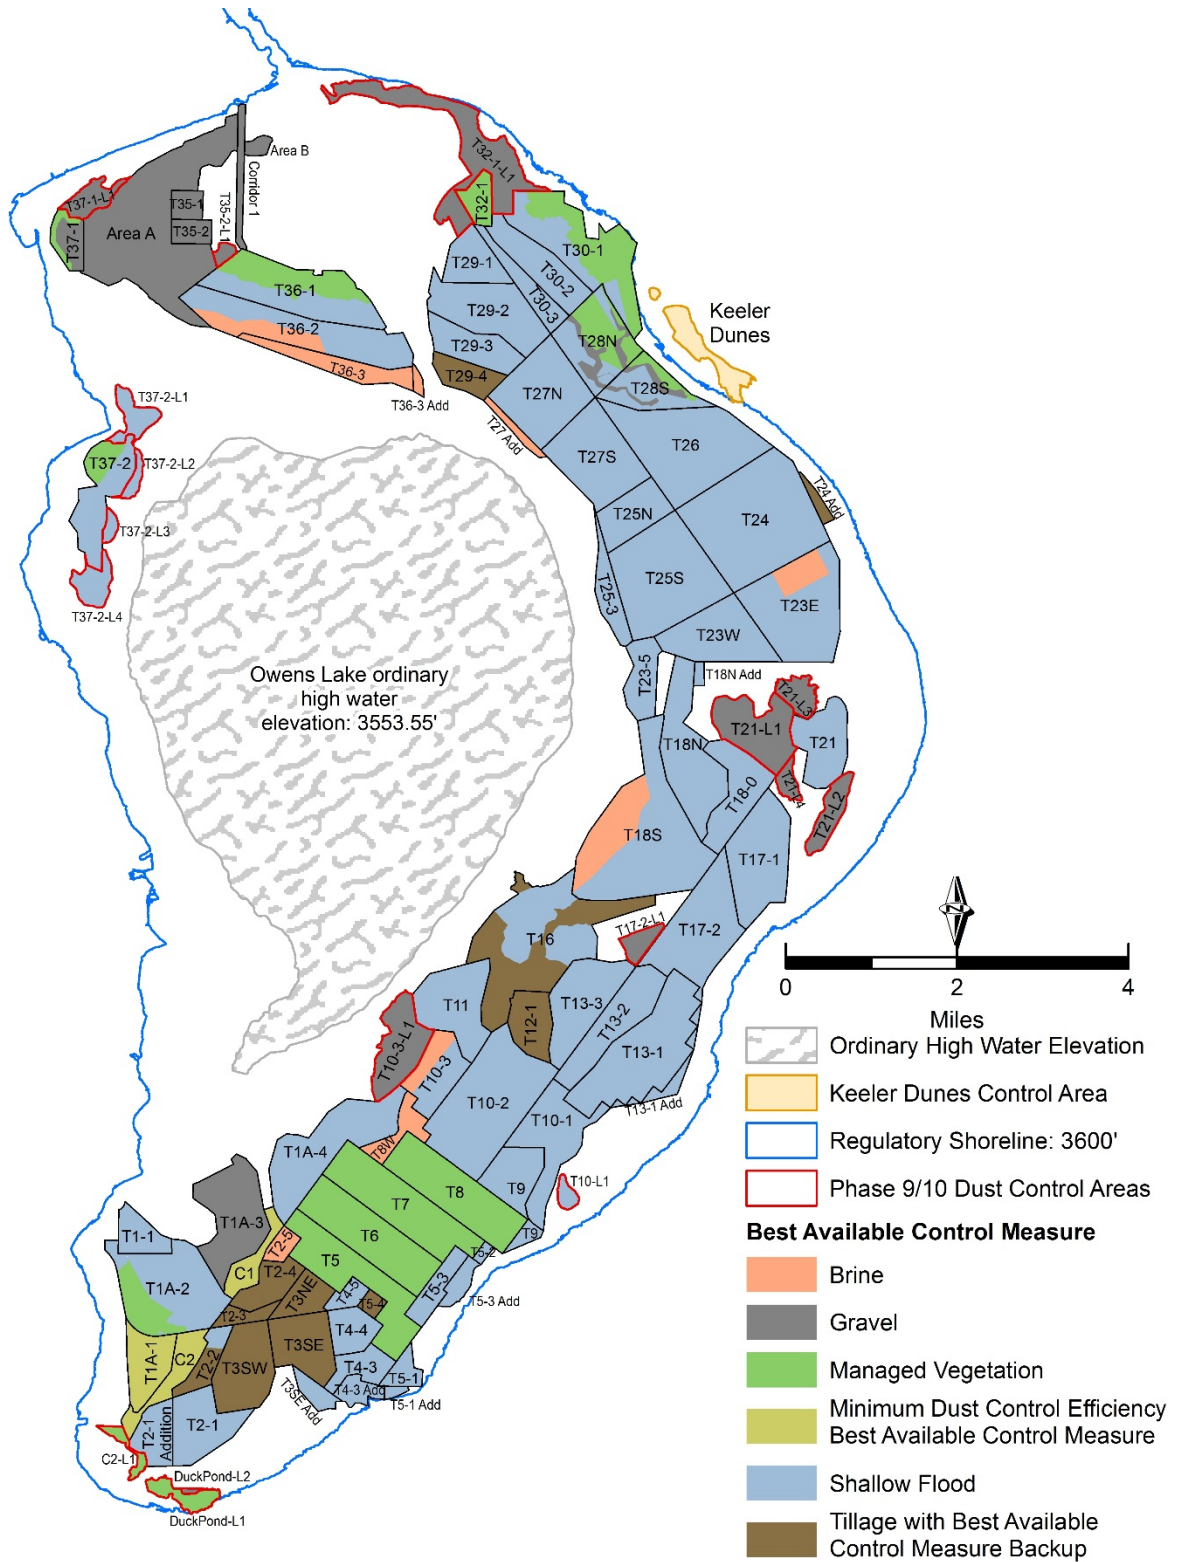 Area B
T32-1-L1
Corridor 1
T37-1-L1
T35-1
T32-1
T35-2-L1
T35-2
Area A
T37-1
T30-1
T29-1
T30-2
T36-1
T30-3
T29-2
Keeler
Dunes
T36-2
T28N
T29-3
T36-3
T29-4
T28S
T27N
T37-2-L1
T36-3 Add
T27 Add
T26
T37-2
T37-2-L2
T27S
T24 Add
T25N
T24
T37-2-L3
T25S
T25-3
T23E
T37-2-L4
T23W
Owens Lake ordinary
high water
elevation: 3553.55'
T23-5
T18N Add
T21-L3
T21-L1
T21
T18N
T21-L4
T18-0
T21-L2
T18S
T17-1
T17-2-L1
T17-2
T16
N
0
2
4
Miles
T11
T13-3
T13-2
T12-1
T10-3-L1
T13-1
T10-3
T10-2
T13-1 Add
T10-1
T8W
T1A-4
T8
T7
T9
T10-L1
T1A-3
T6
T9
T1-1
T2-5
T5
T5-2
C1
T2-4
T5-3
T1A-2
T3NE
T4-5
T5-4
T5-3 Add
T2-3
T4-4
T3SE
T1A-1
C2
T2-2
T3SW
T4-3
T5-1
T4-3 Add
T3SE Add
T5-1 Add
T2-1
Addition
T2-1
C2-L1
DuckPond-L2
DuckPond-L1
Ordinary High Water Elevation
Keeler Dunes Control Area
Regulatory Shoreline: 3600'
Phase 9/10 Dust Control Areas
Best Available Control Measure
Brine
Gravel
Managed Vegetation
Minimum Dust Control Efficiency
Best Available Control Measure
Shallow Flood
Tillage with Best Available
Control Measure Backup